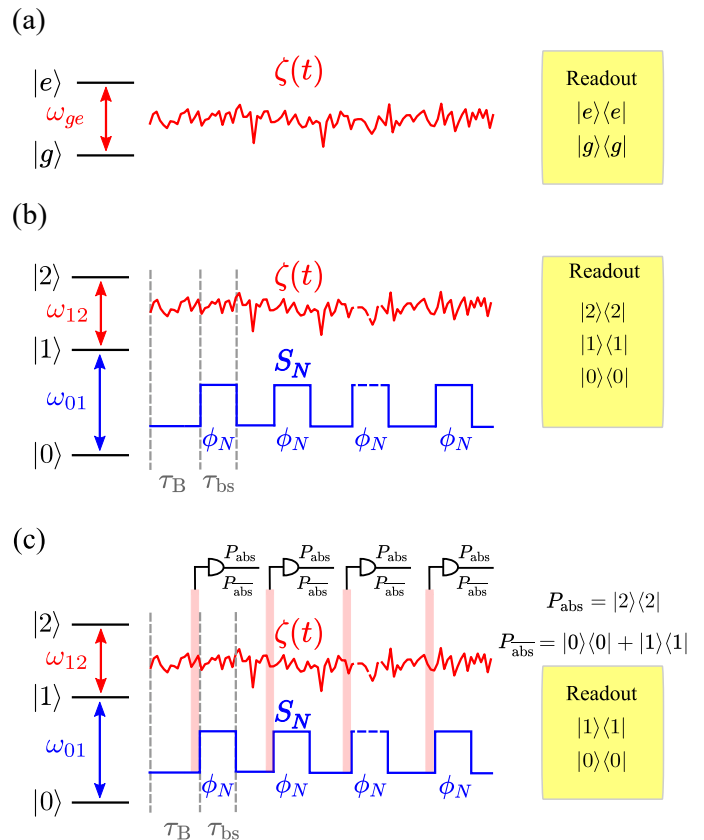 (a)
|e⟩
ω_ge
|g⟩
ζ(t)
Readout
|e⟩⟨e|
|g⟩⟨g|
(b)
|2⟩
ω_12
|1⟩
ω_01
|0⟩
ζ(t)
S_N
ϕ_N ϕ_N ϕ_N ϕ_N
τ_B τ_bs
Readout
|2⟩⟨2|
|1⟩⟨1|
|0⟩⟨0|
(c)
P_abs P_abs P_abs P_abs
P_\overline{abs} P_\overline{abs} P_\overline{abs} P_\overline{abs}
|2⟩
ω_12
|1⟩
ω_01
|0⟩
ζ(t)
S_N
ϕ_N ϕ_N ϕ_N ϕ_N
τ_B τ_bs
P_abs = |2⟩⟨2|
P_\overline{abs} = |0⟩⟨0| + |1⟩⟨1|
Readout
|1⟩⟨1|
|0⟩⟨0|